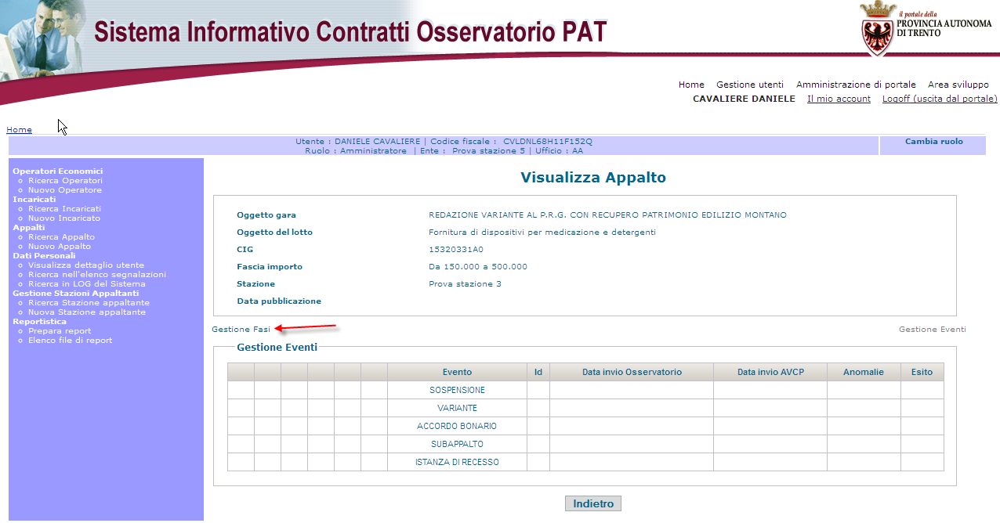 Sistema Informativo Contratti Osservatorio PAT
il portale della
PROVINCIA AUTONOMA
DI TRENTO
Home Gestione utenti Amministrazione di portale Area sviluppo
CAVALIERE DANIELE Il mio account Logoff (uscita dal portale)
Home
Utente : DANIELE CAVALIERE | Codice fiscale : CVLDNL68H11F152Q
Ruolo : Amministratore | Ente : Prova stazione 5 | Ufficio : AA
Cambia ruolo
Operatori Economici
Ricerca Operatori
Nuovo Operatore
Incaricati
Ricerca Incaricati
Nuovo Incaricato
Appalti
Ricerca Appalto
Nuovo Appalto
Dati Personali
Visualizza dettaglio utente
Ricerca nell'elenco segnalazioni
Ricerca in LOG del Sistema
Gestione Stazioni Appaltanti
Ricerca Stazione appaltante
Nuova Stazione appaltante
Reportistica
Prepara report
Elenco file di report
Visualizza Appalto
Oggetto gara REDAZIONE VARIANTE AL P.R.G. CON RECUPERO PATRIMONIO EDILIZIO MONTANO
Oggetto del lotto Fornitura di dispositivi per medicazione e detergenti
CIG 15320331A0
Fascia importo Da 150.000 a 500.000
Stazione Prova stazione 3
Data pubblicazione
Gestione Fasi Gestione Eventi
Gestione Eventi
Evento Id Data invio Osservatorio Data invio AVCP Anomalie Esito
SOSPENSIONE
VARIANTE
ACCORDO BONARIO
SUBAPPALTO
ISTANZA DI RECESSO
Indietro